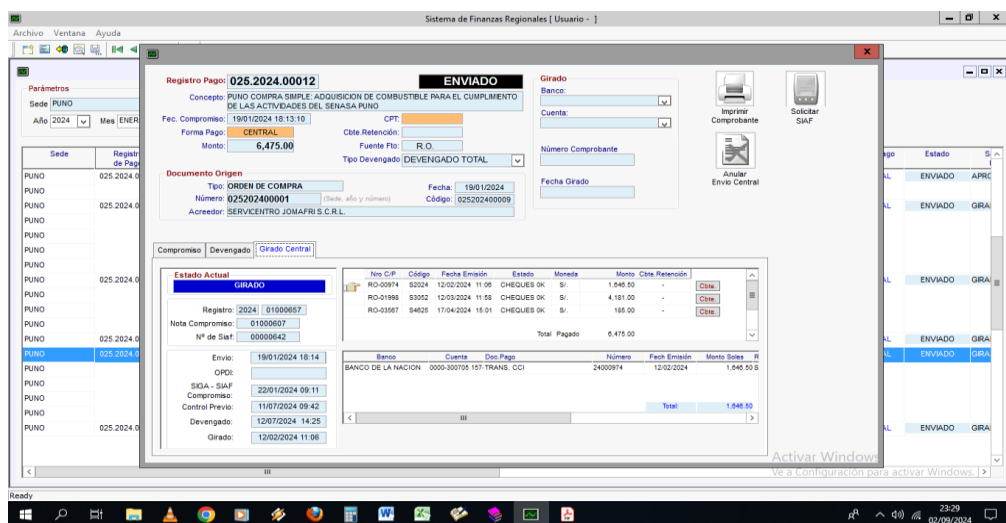 Sistema de Finanzas Regionales [ Usuario - ]
Archivo Ventana Ayuda
Parámetros
Sede PUNO
Año 2024 Mes ENER
Sede Registr de Pag
PUNO 025.2024.0
PUNO 025.2024.0
PUNO
PUNO
PUNO
PUNO 025.2024.0
PUNO
PUNO
PUNO 025.2024.0
PUNO 025.2024.0
PUNO
PUNO
PUNO
PUNO 025.2024.0
Registro Pago: 025.2024.00012 ENVIADO
Concepto: PUNO COMPRA SIMPLE: ADQUISICION DE COMBUSTIBLE PARA EL CUMPLIMENTO
DE LAS ACTIVIDADES DEL SENASA PUNO
Fec. Compromiso: 19/01/2024 18:13:10 CPT:
Forma Pago: CENTRAL Cbte.Retención:
Monto: 6,475.00 Fuente Fto: R.O.
Tipo Devengado DEVENGADO TOTAL
Documento Origen
Tipo: ORDEN DE COMPRA Fecha: 19/01/2024
Número: 025202400001 (Sede, año y número) Código: 025202400009
Acreedor: SERVICENTRO JOMAFRI S.C.R.L.
Girado
Banco:
Cuenta:
Número Comprobante
Fecha Girado
Imprimir
Comprobante
Solicitar
SIAF
Anular
Envio Central
Compromiso Devengado Girado Central
Estado Actual
GIRADO
Registro: 2024 01000657
Nota Compromiso: 01000607
Nº de Siaf: 00000642
Envio: 19/01/2024 18:14
OPDI:
SIGA - SIAF
Compromiso: 22/01/2024 09:11
Control Previo: 11/07/2024 09:42
Devengado: 12/07/2024 14:25
Girado: 12/02/2024 11:06
Nro C/P Código Fecha Emisión Estado Moneda Monto Cbte.Retención
RO-00974 S2024 12/02/2024 11:06 CHEQUES OK S/. 1,646.50 - Cbte.
RO-01998 S3052 12/03/2024 11:58 CHEQUES OK S/. 4,181.00 - Cbte.
RO-03567 S4625 17/04/2024 15:01 CHEQUES OK S/. 185.00 - Cbte.
Total Pagado 6,475.00
Banco Cuenta Doc.Pago Número Fech Emisión Monto Soles R
BANCO DE LA NACION 0000-300705 157-TRANS. CCI 24000974 12/02/2024 1,646.50 S
Total: 1,646.50
ago Estado
AL ENVIADO APRO
AL ENVIADO GIRA
AL ENVIADO GIRA
AL ENVIADO GIRA
AL ENVIADO GIRA
AL ENVIADO GIRA
Activar Windows
Ve a Configuración para activar Windows.
Ready
23:29
02/09/2024